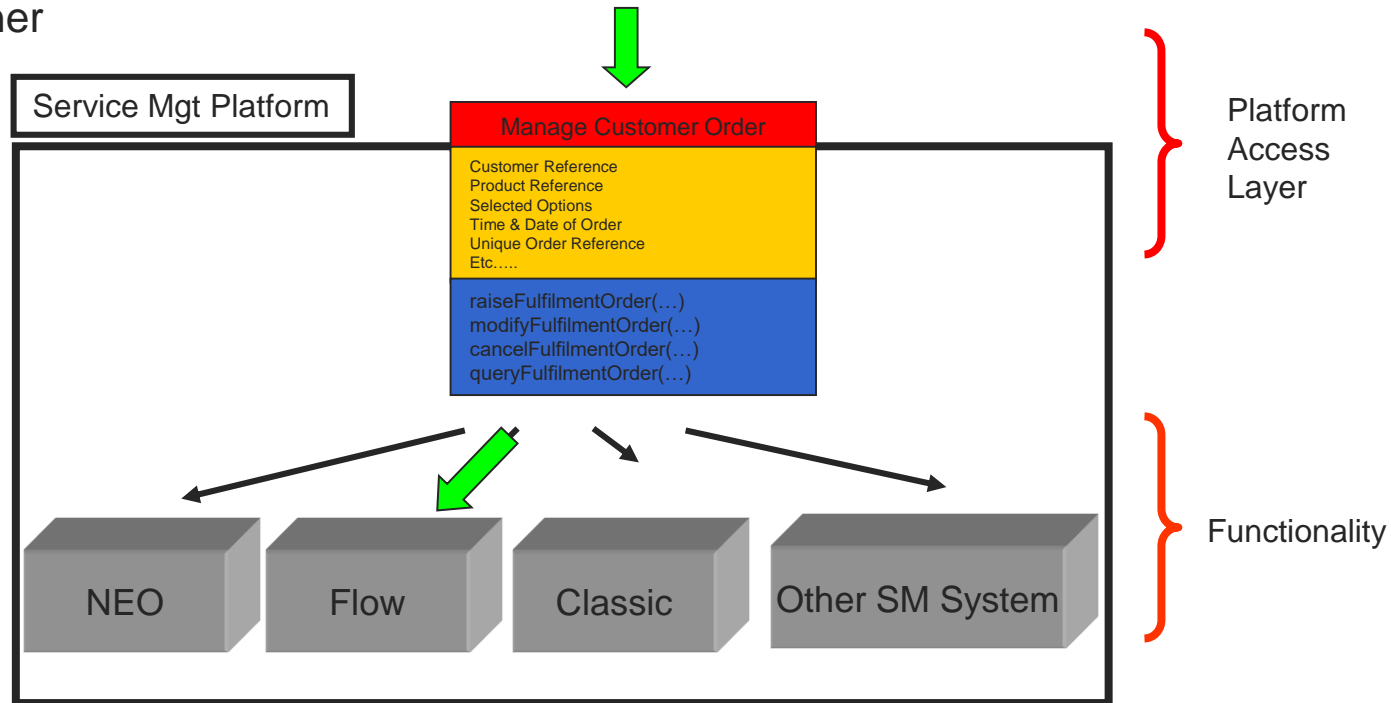 ner
Service Mgt Platform
Manage Customer Order
Customer Reference
Product Reference
Selected Options
Time & Date of Order
Unique Order Reference
Etc…..
raiseFulfilmentOrder(…)
modifyFulfilmentOrder(…)
cancelFulfilmentOrder(…)
queryFulfilmentOrder(…)
Platform
Access
Layer
NEO
Flow
Classic
Other SM System
Functionality